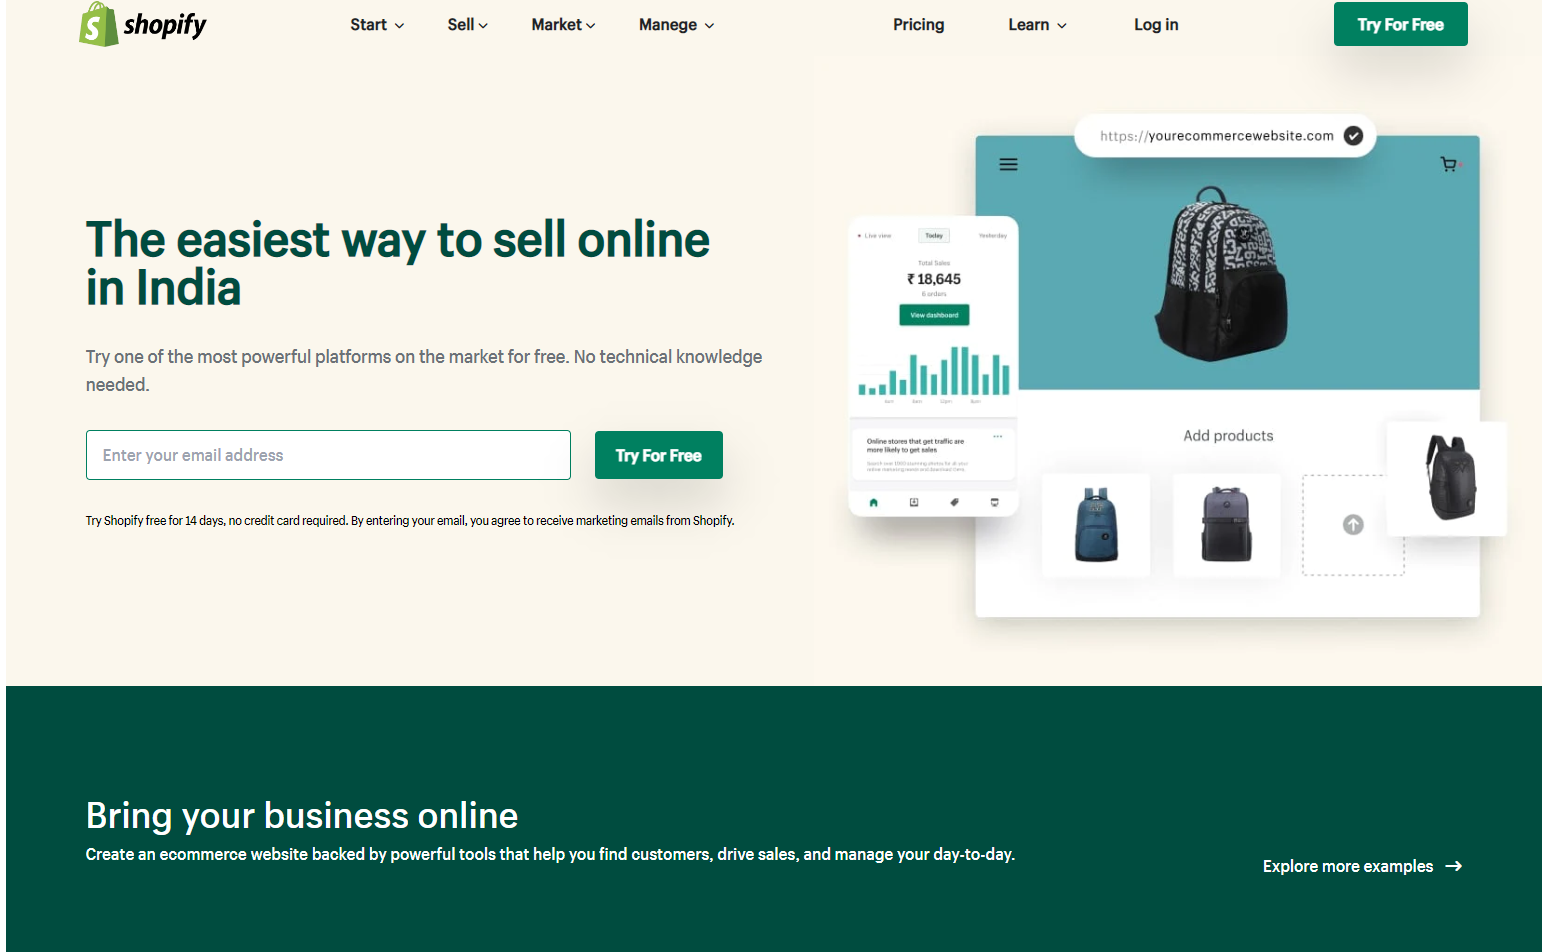 shopify
Start
Sell
Market
Manege
Pricing
Learn
Log in
Try For Free
The easiest way to sell online
in India
Try one of the most powerful platforms on the market for free. No technical knowledge
needed.
Enter your email address
Try For Free
Try Shopify free for 14 days, no credit card required. By entering your email, you agree to receive marketing emails from Shopify.
https://yourecommercewebsite.com
Live view
Today
Yesterday
Total Sales
₹ 18,645
6 orders
View dashboard
Online stores that get traffic are
more likely to get sales
Add products
Bring your business online
Create an ecommerce website backed by powerful tools that help you find customers, drive sales, and manage your day-to-day.
Explore more examples